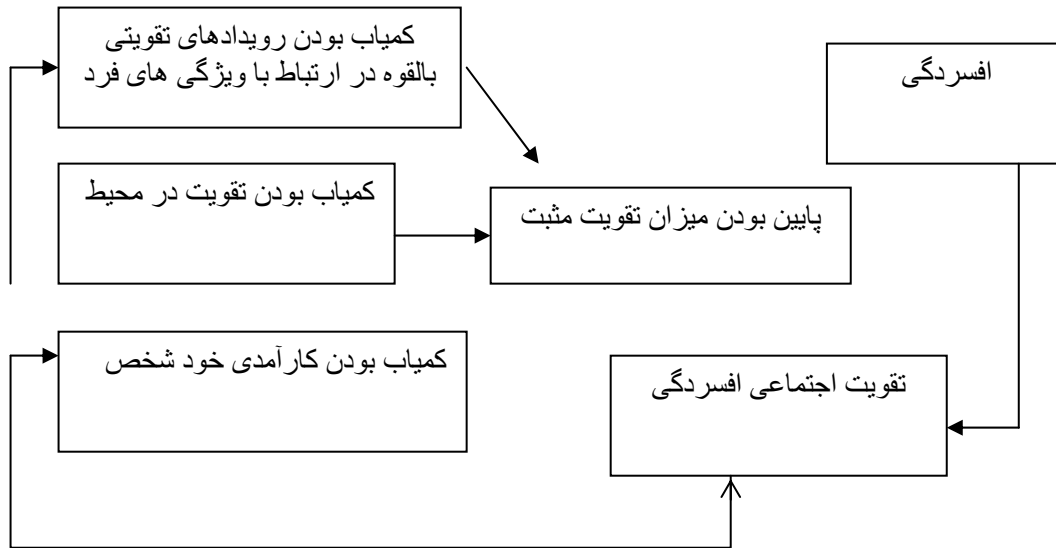 کمیاب بودن رویدادهای تقویتی
بالقوه در ارتباط با ویژگی های فرد
افسردگی
کمیاب بودن تقویت در محیط
پایین بودن میزان تقویت مثبت
کمیاب بودن کارآمدی خود شخص
تقویت اجتماعی افسردگی